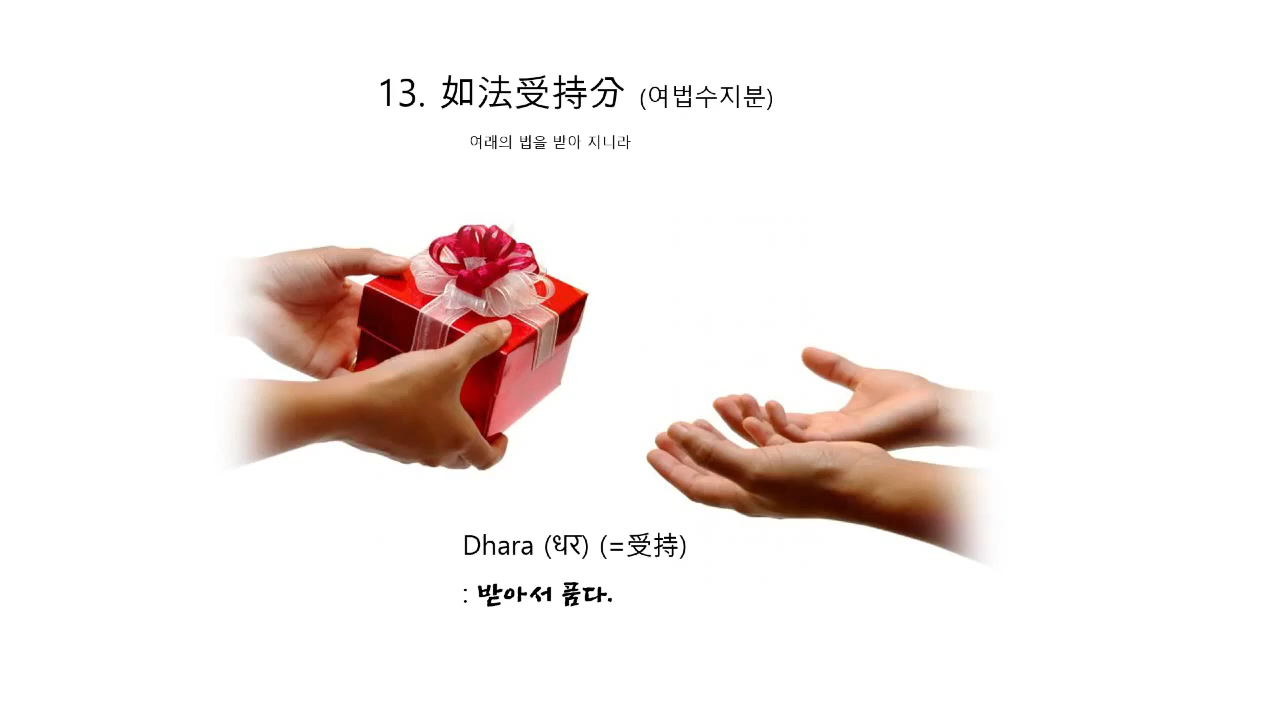 13. 如法受持分 (여법수지분)
여래의 법을 받아 지니라
Dhara (धर) (=受持)
: 받아서 품다.